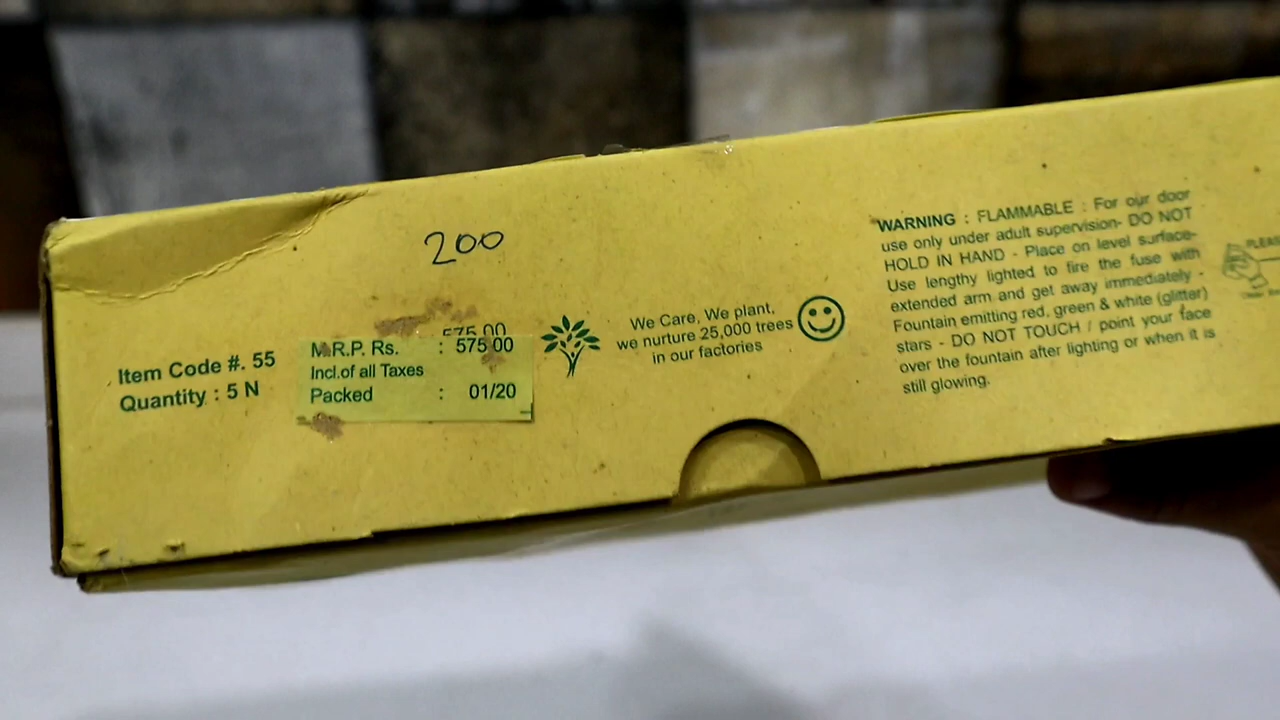 200
Item Code #. 55
Quantity : 5 N
575.00
M.R.P. Rs. : 575.00
Incl.of all Taxes
Packed : 01/20
We Care, We plant,
we nurture 25,000 trees
in our factories
WARNING : FLAMMABLE : For our door
use only under adult supervision- DO NOT
HOLD IN HAND - Place on level surface-
Use lengthy lighted to fire the fuse with
extended arm and get away immediately -
Fountain emitting red, green & white (glitter)
stars - DO NOT TOUCH / point your face
over the fountain after lighting or when it is
still glowing.